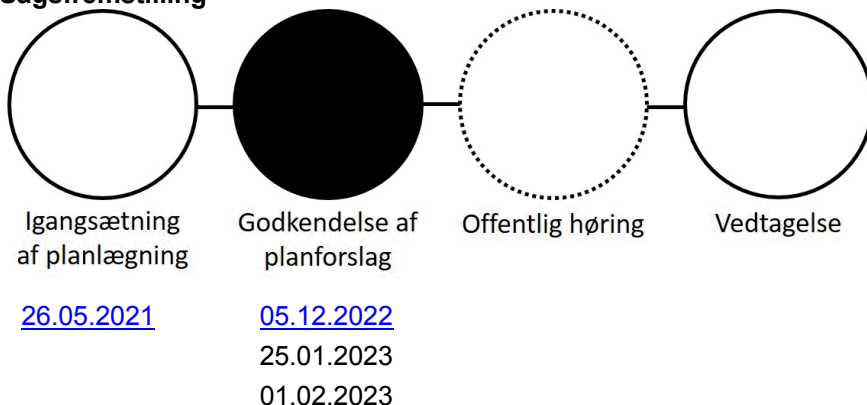 Sagsfremstilling
Igangsætning
af planlægning
Godkendelse af
planforslag
Offentlig høring
Vedtagelse
26.05.2021
05.12.2022
25.01.2023
01.02.2023